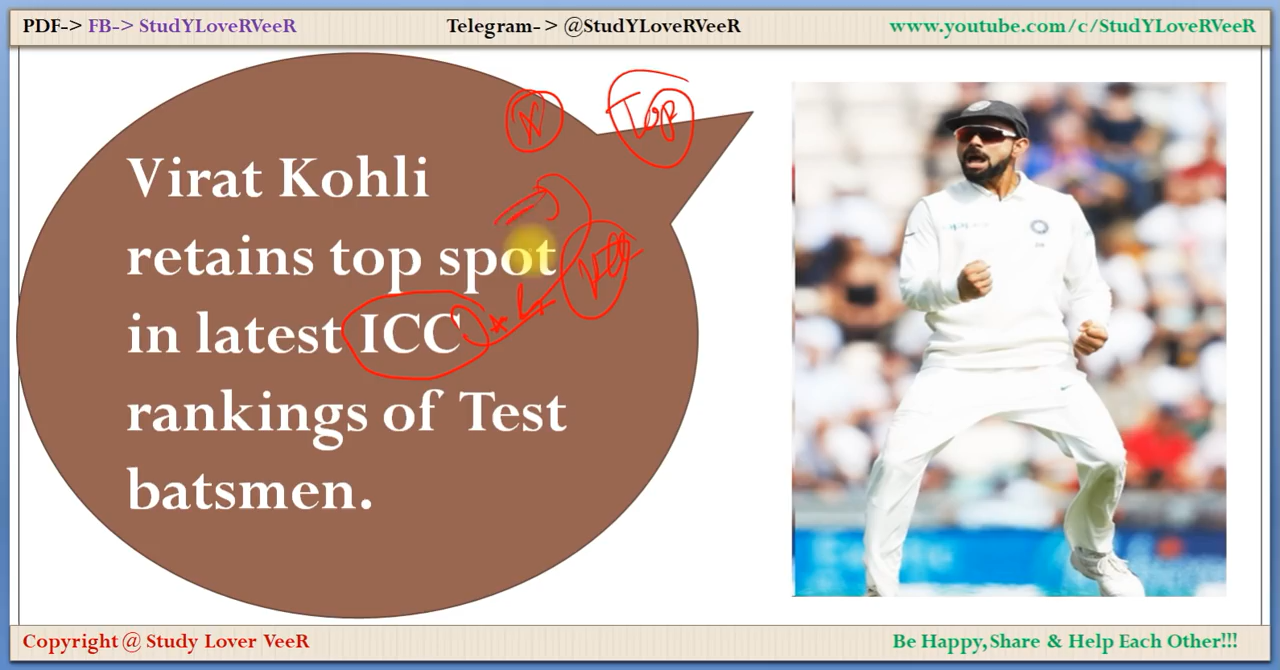 PDF-> FB-> StudYLoveRVeeR
Telegram-> @StudYLoveRVeeR
www.youtube.com/c/StudYLoveRVeeR
Top
Virat Kohli
retains top spot
in latest ICC
rankings of Test
batsmen.
Copyright @ Study Lover VeeR
Be Happy,Share & Help Each Other!!!